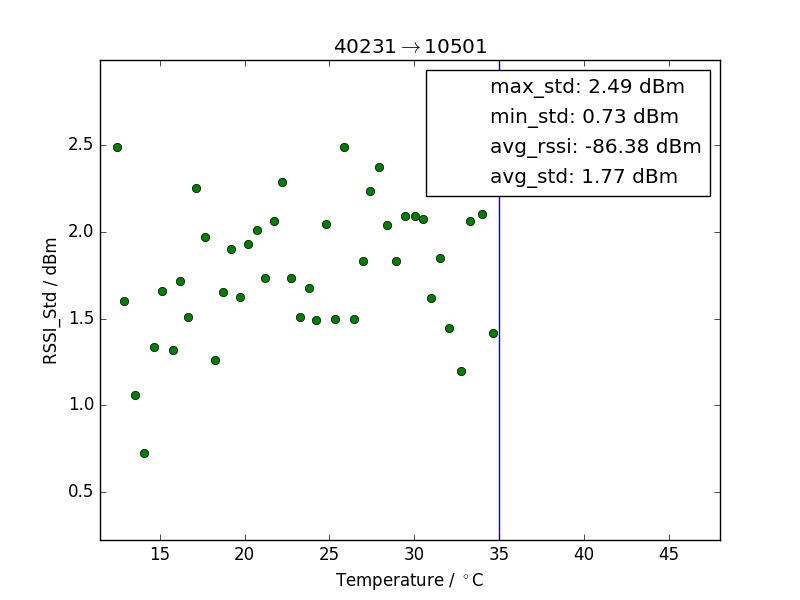 40231→10501
max_std: 2.49 dBm
min_std: 0.73 dBm
avg_rssi: -86.38 dBm
avg_std: 1.77 dBm
RSSI_Std / dBm
2.5
2.0
1.5
1.0
0.5
15 20 25 30 35 40 45
Temperature / °C